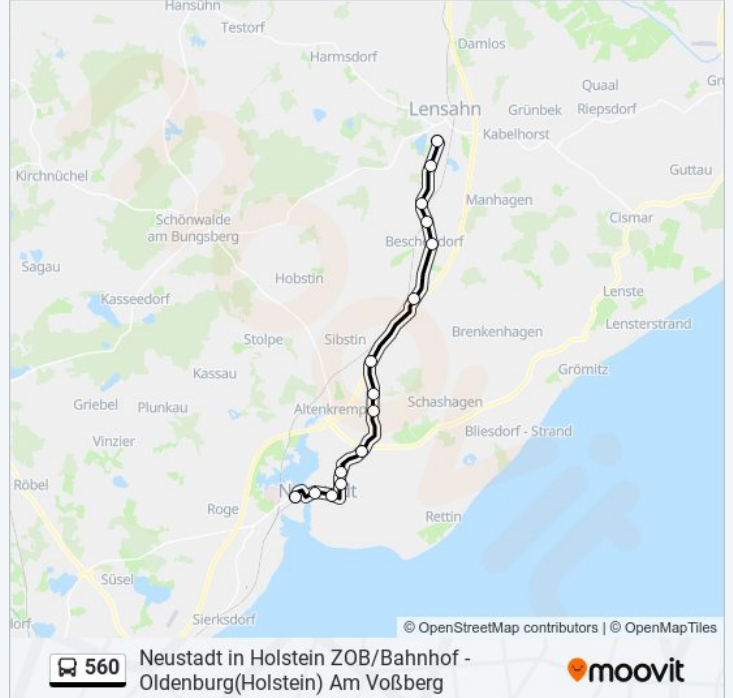 Hansühn
Testorf
Damlos
Harmsdorf
Quaal
Lensahn
Grünbek
Riepsdorf
Kabelhorst
Kirchnüchel
Guttau
Manhagen
Schönwalde
am Bungsberg
Cismar
Sagau
Hobstin
Lenste
Kasseedorf
Lensterstrand
Stolpe
Sibstin
Brenkenhagen
Kassau
Grömitz
Griebel
Plunkau
Altenkremp
Schashagen
Vinzier
Bliesdorf - Strand
Röbel
Roge
Rettin
Süsel
Sierksdorf
© OpenStreetMap contributors | © OpenMapTiles
560
Neustadt in Holstein ZOB/Bahnhof -
Oldenburg(Holstein) Am Voßberg
moovit